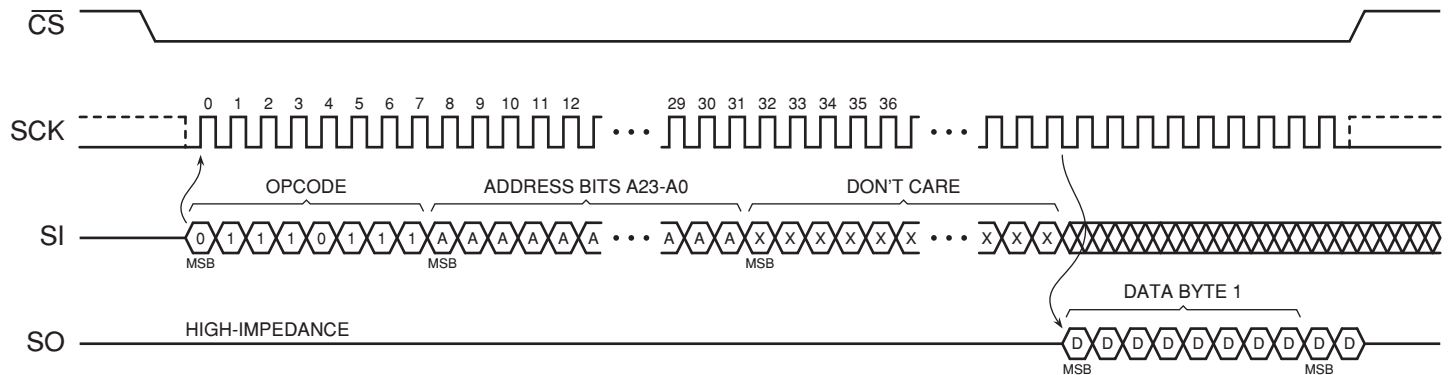 CS
0 1 2 3 4 5 6 7 8 9 10 11 12 29 30 31 32 33 34 35 36
SCK
OPCODE ADDRESS BITS A23-A0 DON'T CARE
SI 0 1 1 1 0 1 1 1 A A A A A A A A A X X X X X X X X X
MSB MSB MSB
DATA BYTE 1
HIGH-IMPEDANCE
SO D D D D D D D D D D
MSB MSB